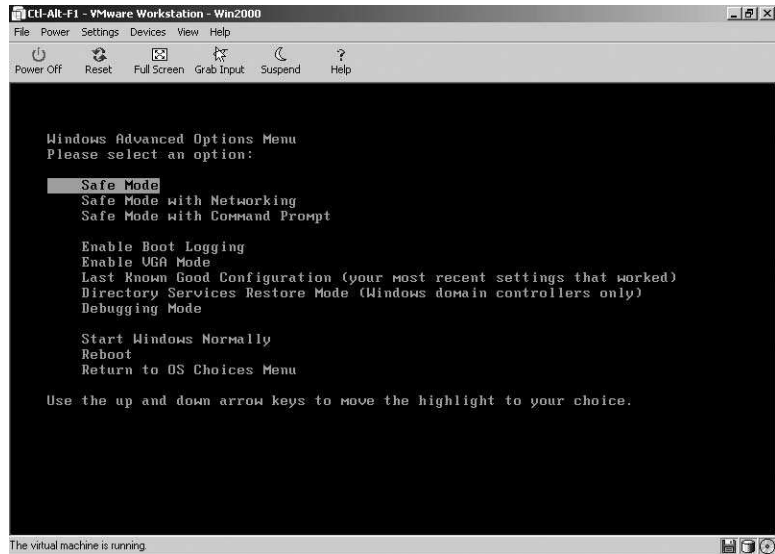 Ctl-Alt-F1 - VMware Workstation - Win2000
File Power Settings Devices View Help
Power Off Reset Full Screen Grab Input Suspend Help
Windows Advanced Options Menu
Please select an option:
Safe Mode
Safe Mode with Networking
Safe Mode with Command Prompt
Enable Boot Logging
Enable VGA Mode
Last Known Good Configuration (your most recent settings that worked)
Directory Services Restore Mode (Windows domain controllers only)
Debugging Mode
Start Windows Normally
Reboot
Return to OS Choices Menu
Use the up and down arrow keys to move the highlight to your choice.
The virtual machine is running.